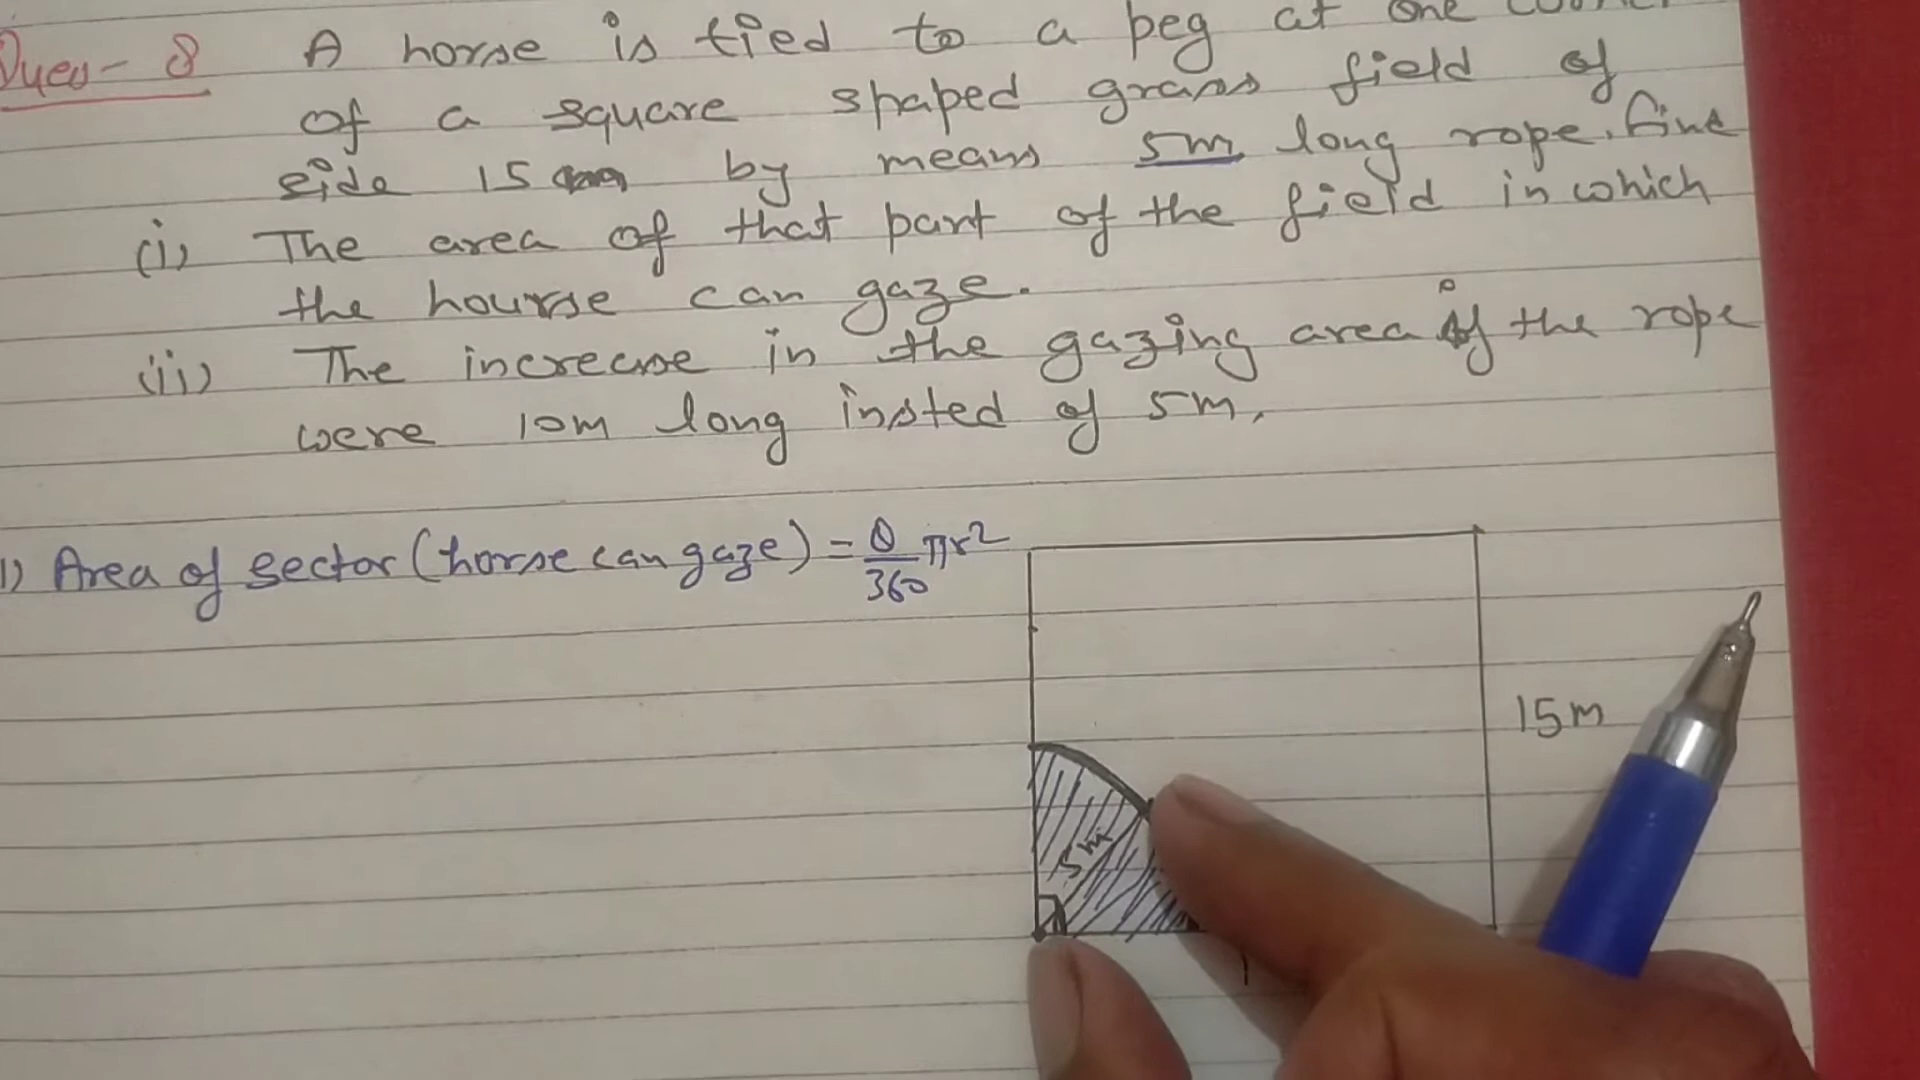 Ques- 8 A horse is tied to a peg at one corner
of a square shaped grass field of
side 15 by means 5m long rope. find
(i) The area of that part of the field in which
the hourse can gaze.
(ii) The increase in the gazing area if the rope
were 10m long insted of 5m.
1) Area of sector (horse can gaze) = θ/360 πr²
15m
5m